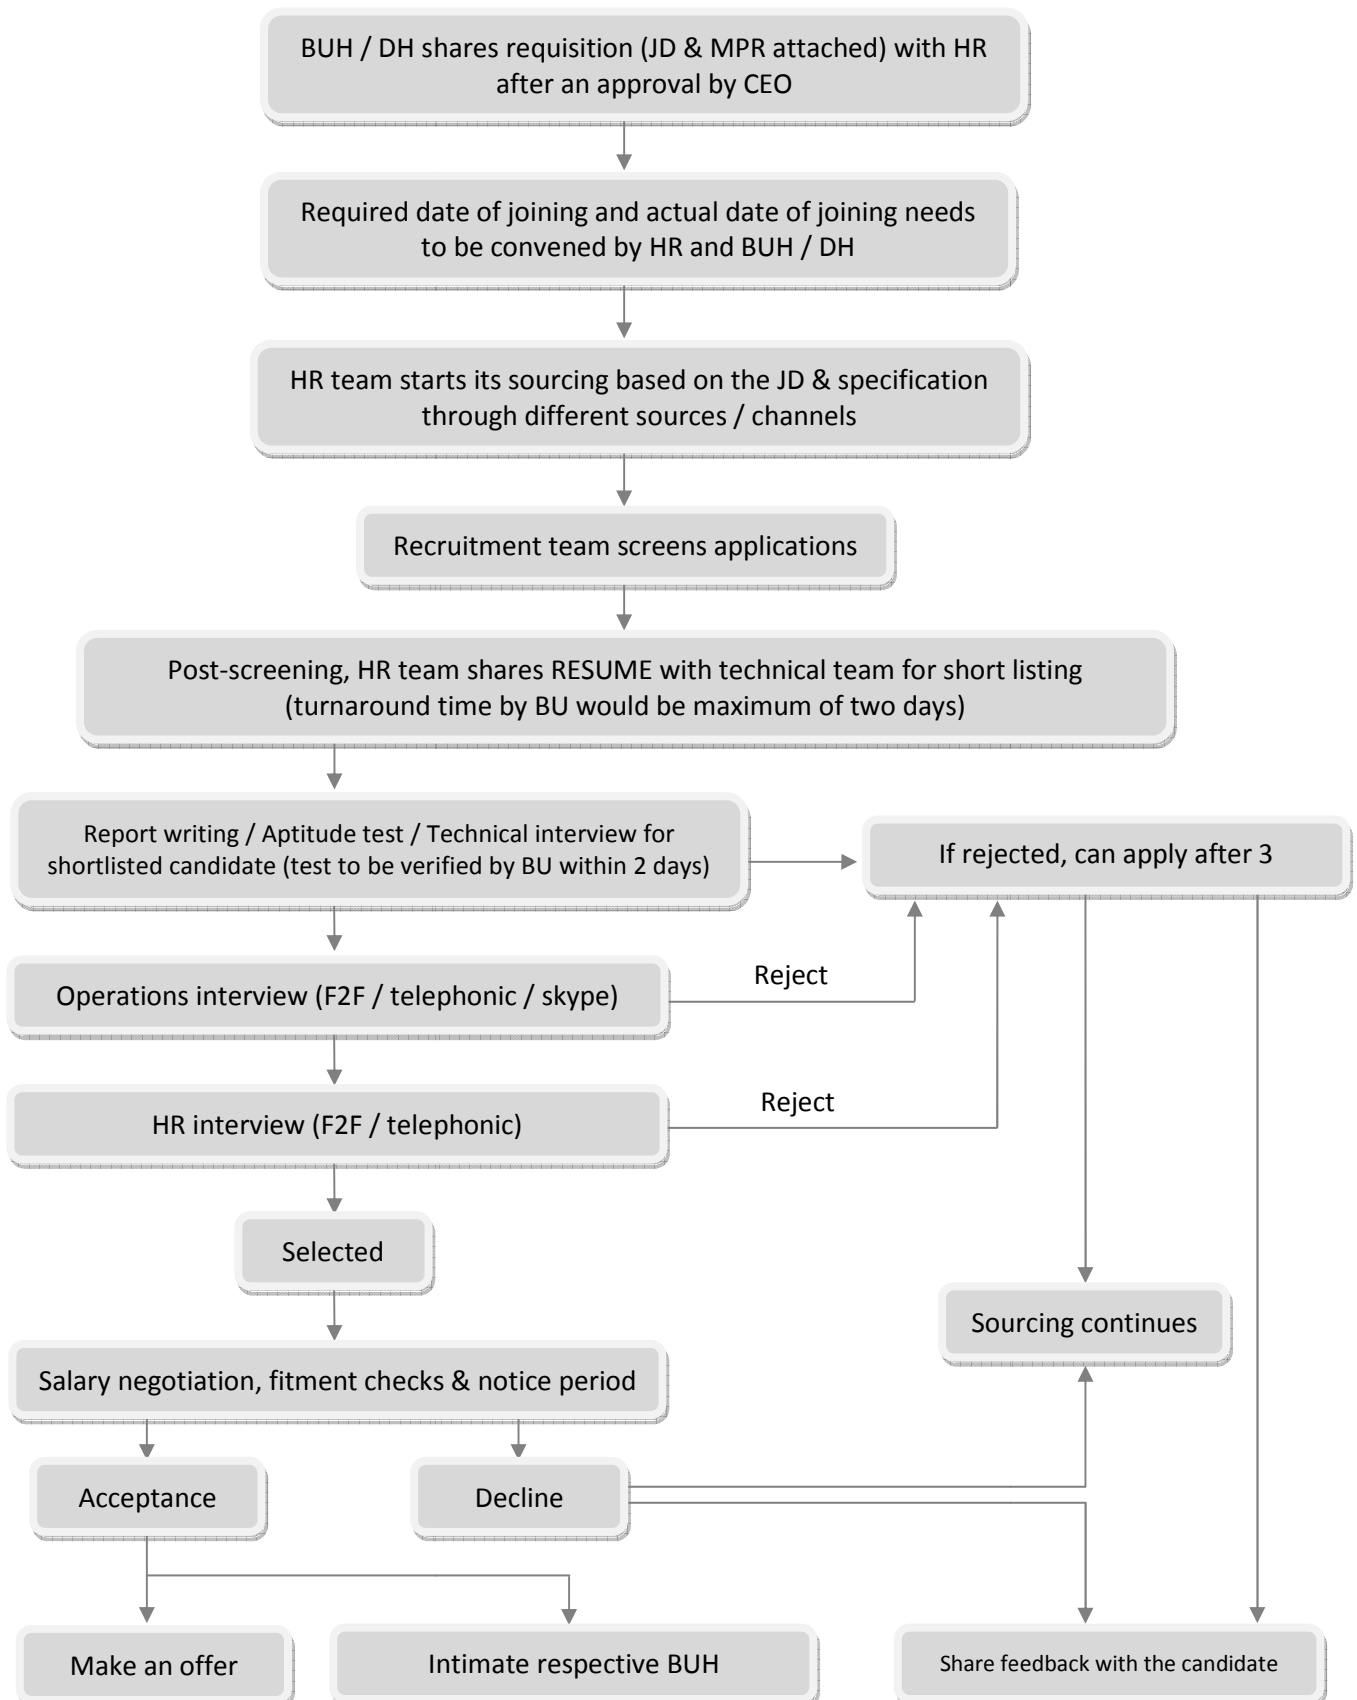 BUH / DH shares requisition (JD & MPR attached) with HR
after an approval by CEO
Required date of joining and actual date of joining needs
to be convened by HR and BUH / DH
HR team starts its sourcing based on the JD & specification
through different sources / channels
Recruitment team screens applications
Post-screening, HR team shares RESUME with technical team for short listing
(turnaround time by BU would be maximum of two days)
Report writing / Aptitude test / Technical interview for
shortlisted candidate (test to be verified by BU within 2 days)
If rejected, can apply after 3
Operations interview (F2F / telephonic / skype)
Reject
HR interview (F2F / telephonic)
Reject
Selected
Sourcing continues
Salary negotiation, fitment checks & notice period
Acceptance
Decline
Make an offer
Intimate respective BUH
Share feedback with the candidate